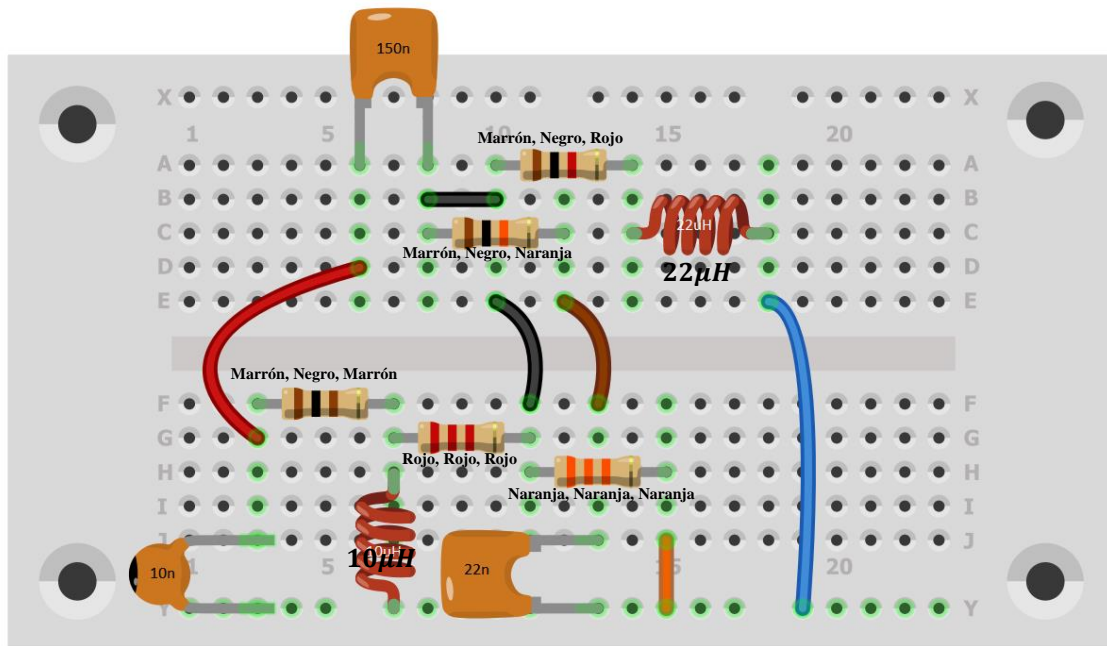 150n
X X
1 5 10 15 20
Marrón, Negro, Rojo
A A
B B
22uH
C C
Marrón, Negro, Naranja
D D
22μH
E E
Marrón, Negro, Marrón
F F
G G
Rojo, Rojo, Rojo
H H
Naranja, Naranja, Naranja
I I
J J
10μH
10n
22n
1 5 15 20
Y Y